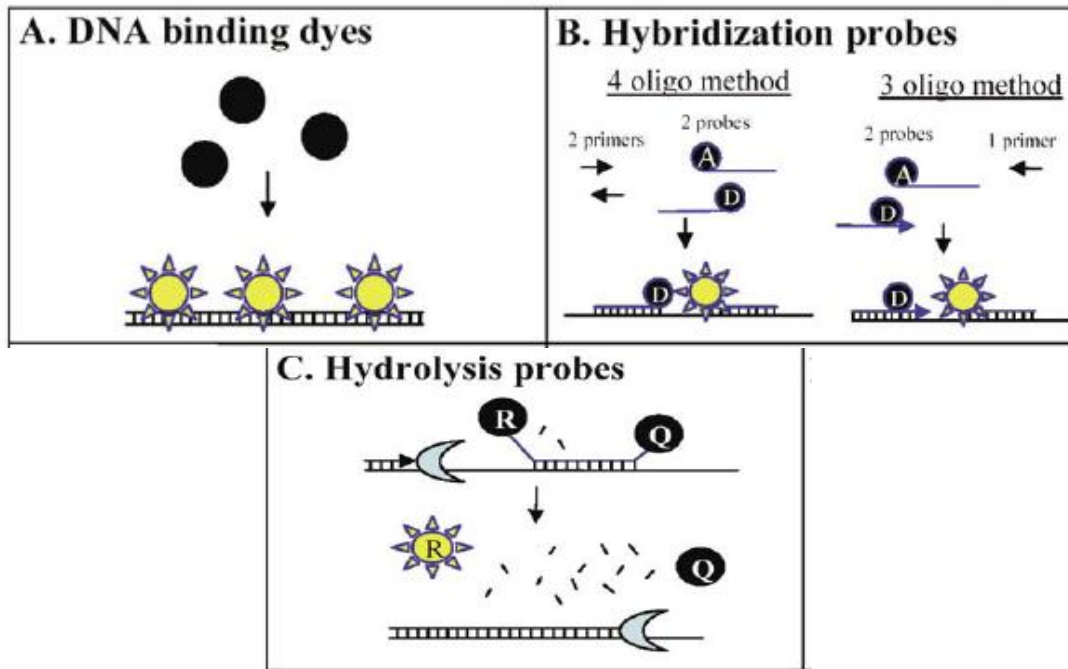 A. DNA binding dyes
B. Hybridization probes
4 oligo method
3 oligo method
2 primers
2 probes
A
D
D
2 probes
1 primer
A
D
D
C. Hydrolysis probes
R
Q
R
Q